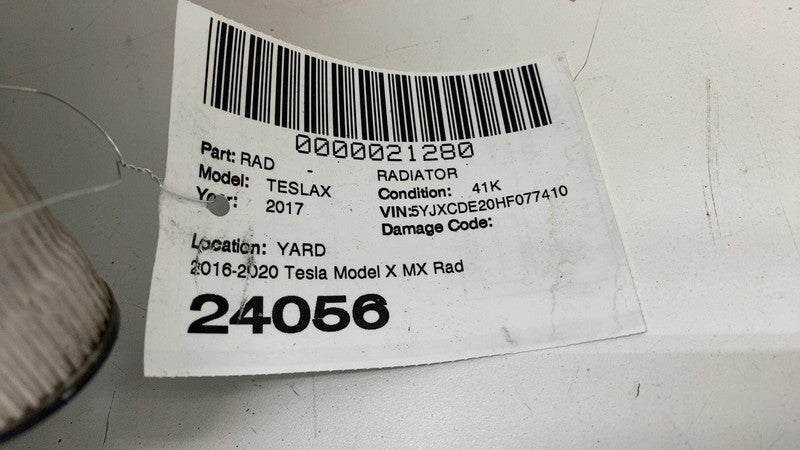 0000021280
Part: RAD - RADIATOR
Model: TESLAX Condition: 41K
Year: 2017 VIN:5YJXCDE20HF077410
Damage Code:
Location: YARD
2016-2020 Tesla Model X MX Rad
24056